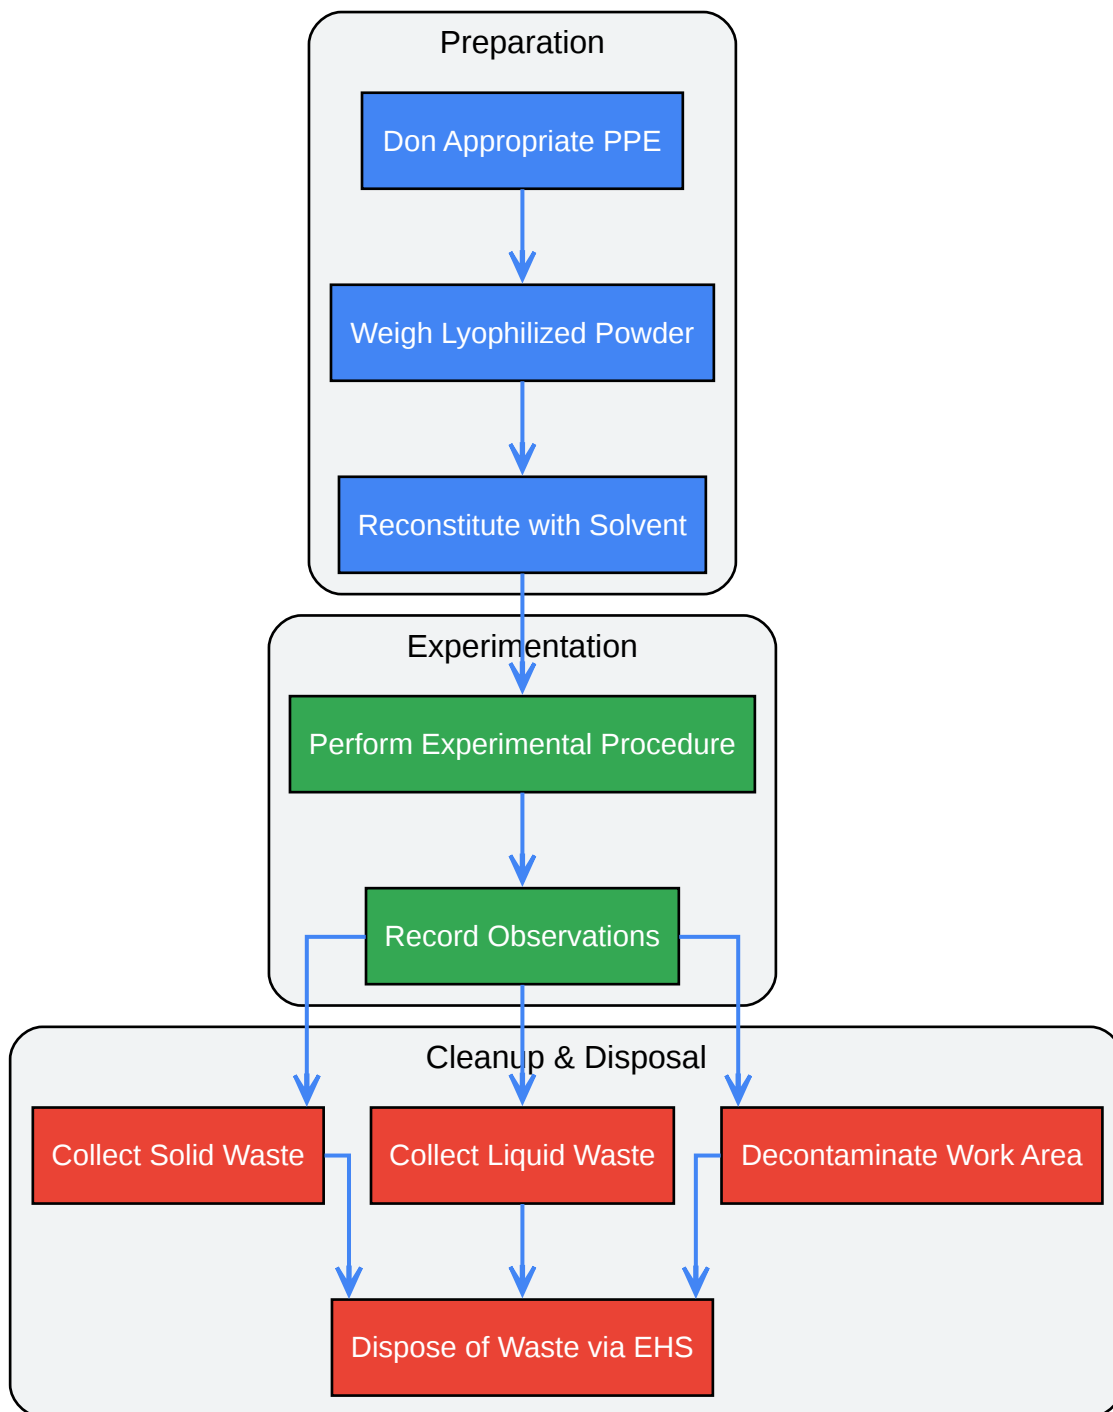 Preparation
Don Appropriate PPE
Weigh Lyophilized Powder
Reconstitute with Solvent
Experimentation
Perform Experimental Procedure
Record Observations
Cleanup & Disposal
Collect Solid Waste
Collect Liquid Waste
Decontaminate Work Area
Dispose of Waste via EHS